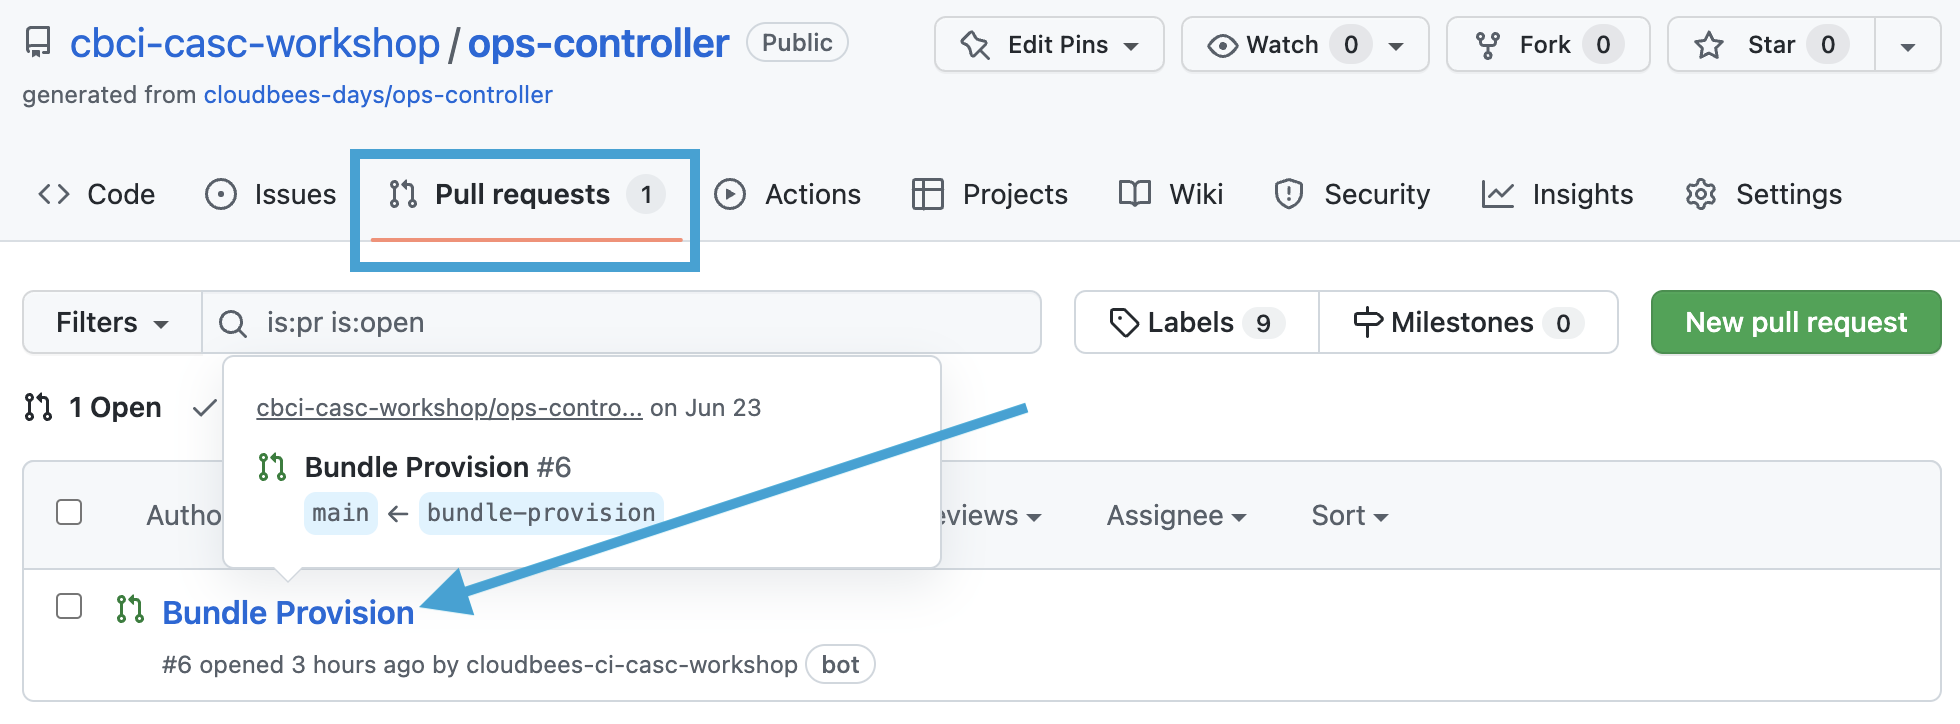 cbci-casc-workshop / ops-controller Public Edit Pins Watch 0 Fork 0 Star 0
generated from cloudbees-days/ops-controller
Code Issues Pull requests 1 Actions Projects Wiki Security Insights Settings
Filters is:pr is:open Labels 9 Milestones 0 New pull request
1 Open
cbci-casc-workshop/ops-contro... on Jun 23
Bundle Provision #6
main ← bundle-provision
Autho eviews Assignee Sort
Bundle Provision
#6 opened 3 hours ago by cloudbees-ci-casc-workshop bot